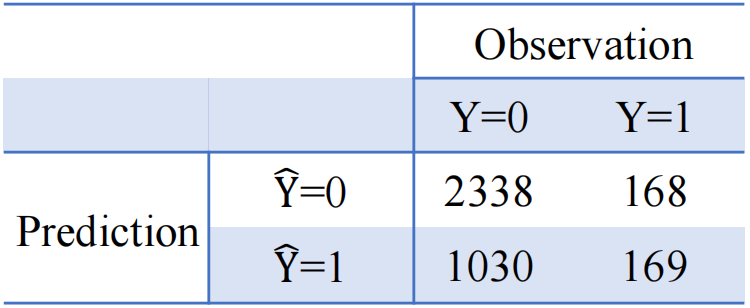 Observation
Y=0 Y=1
Ŷ=0 2338 168
Prediction
Ŷ=1 1030 169